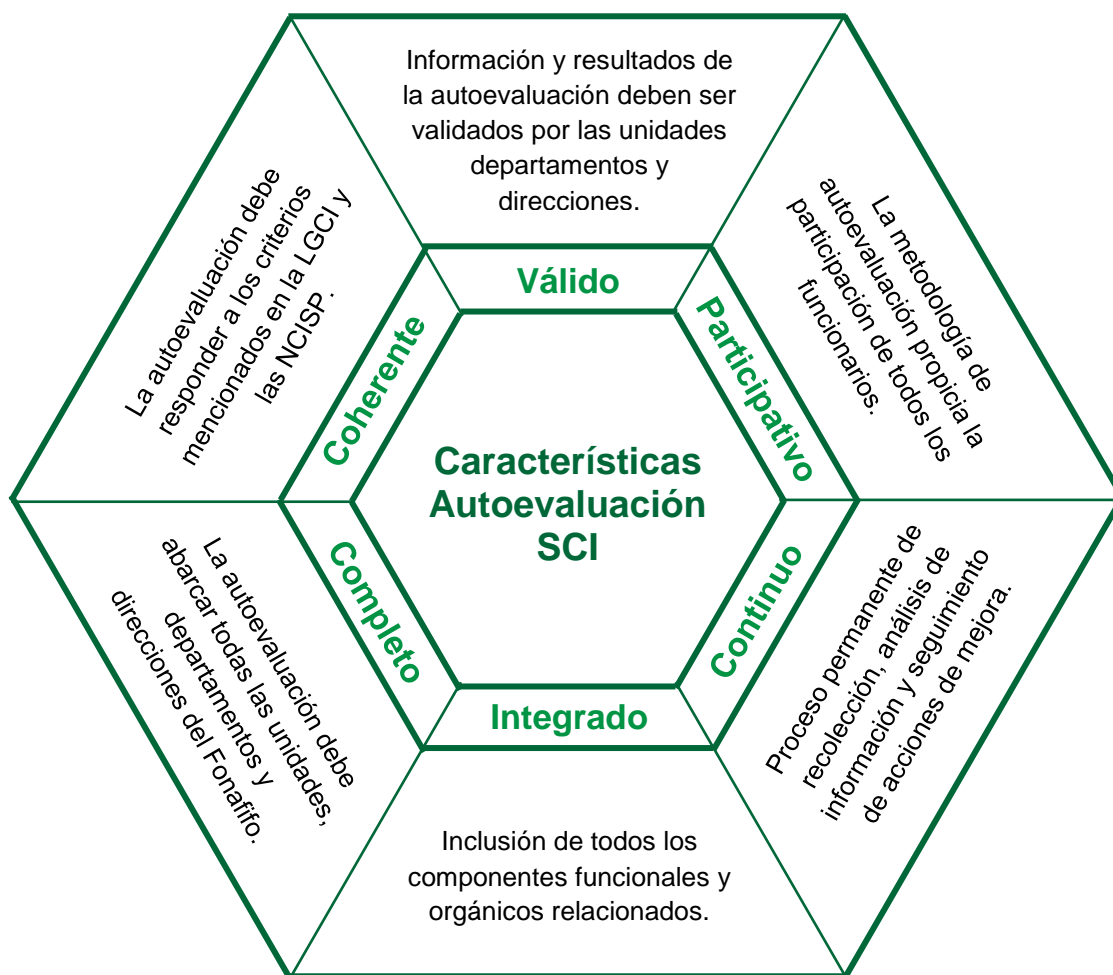 Información y resultados de
la autoevaluación deben ser
validados por las unidades
departamentos y
direcciones.
Válido
La metodología de
autoevaluación propicia la
participación de todos los
funcionarios.
Participativo
Proceso permanente de
recolección, análisis de
información y seguimiento
de acciones de mejora.
Continuo
Inclusión de todos los
componentes funcionales y
orgánicos relacionados.
Integrado
La autoevaluación debe
abarcar todas las unidades,
departamentos y
direcciones del Fonafifo.
Completo
La autoevaluación debe
responder a los criterios
mencionados en la LGCI y
las NCISP.
Coherente
Características
Autoevaluación
SCI